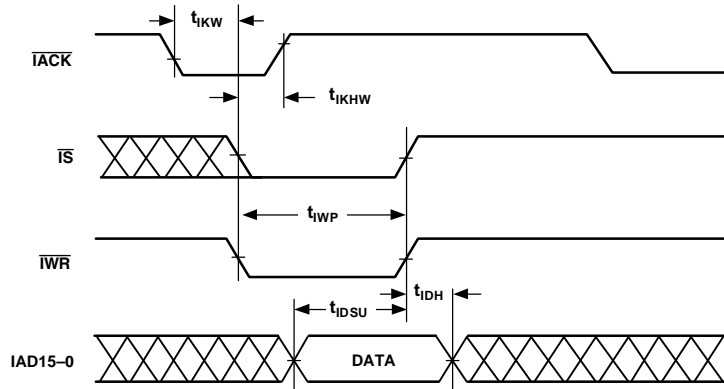 tIKW
IACK
tIKHW
IS
tIWP
IWR
tIDH
tIDSU
IAD15–0
DATA